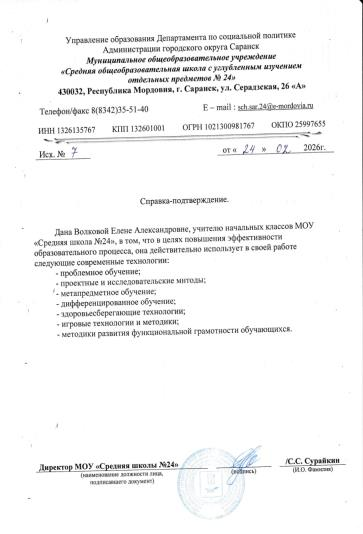 Управление образования Департамента по социальной политике
Администрации городского округа Саранск
Муниципальное общеобразовательное учреждение
«Средняя общеобразовательная школа с углубленным изучением
отдельных предметов № 24»
430032, Республика Мордовия, г. Саранск, ул. Серадзская, 26 «А»
Телефон/факс 8(8342)35-51-40 E – mail : sch.sar.24@e-mordovia.ru
ИНН 1326135767 КПП 132601001 ОГРН 1021300981767 ОКПО 25997655
Исх. № 7 от « 24 » 02 2026г.
Справка-подтверждение.
Дана Волковой Елене Александровне, учителю начальных классов МОУ
«Средняя школа №24», в том, что в целях повышения эффективности
образовательного процесса, она действительно использует в своей работе
следующие современные технологии:
- проблемное обучение;
- проектные и исследовательские методы;
- метапредметное обучение;
- дифференцированное обучение;
- здоровьесберегающие технологии;
- игровые технологии и методики;
- методики развития функциональной грамотности обучающихся.
Директор МОУ «Средняя школы №24» /С.С. Сурайкин
(наименование должности лица, (подпись) (И.О. Фамилия)
подписавшего документ)